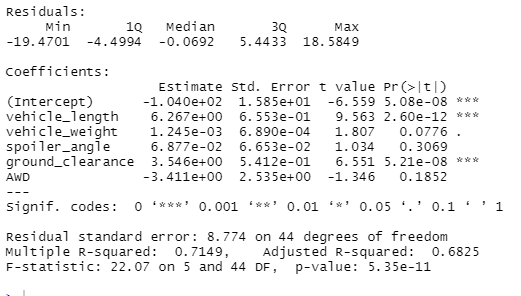 Residuals:
     Min       1Q   Median       3Q      Max
-19.4701  -4.4994  -0.0692   5.4433  18.5849

Coefficients:
                   Estimate Std. Error t value Pr(>|t|)
(Intercept)      -1.040e+02  1.585e+01  -6.559 5.08e-08 ***
vehicle_length    6.267e+00  6.553e-01   9.563 2.60e-12 ***
vehicle_weight    1.245e-03  6.890e-04   1.807   0.0776 .
spoiler_angle     6.877e-02  6.653e-02   1.034   0.3069
ground_clearance  3.546e+00  5.412e-01   6.551 5.21e-08 ***
AWD              -3.411e+00  2.535e+00  -1.346   0.1852
---
Signif. codes:  0 ‘***’ 0.001 ‘**’ 0.01 ‘*’ 0.05 ‘.’ 0.1 ‘ ’ 1

Residual standard error: 8.774 on 44 degrees of freedom
Multiple R-squared:  0.7149,	Adjusted R-squared:  0.6825
F-statistic: 22.07 on 5 and 44 DF,  p-value: 5.35e-11